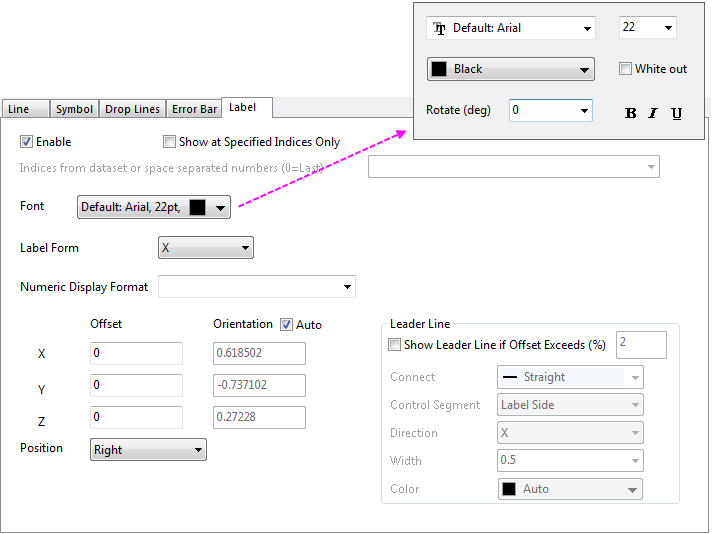 Default: Arial 22
Black White out
Rotate (deg) 0 B I U
Line Symbol Drop Lines Error Bar Label
Enable Show at Specified Indices Only
Indices from dataset or space separated numbers (0=Last)
Font Default: Arial, 22pt,
Label Form X
Numeric Display Format
Offset Orientation Auto
X 0 0.618502
Y 0 -0.737102
Z 0 0.27228
Position Right
Leader Line
Show Leader Line if Offset Exceeds (%) 2
Connect Straight
Control Segment Label Side
Direction X
Width 0.5
Color Auto